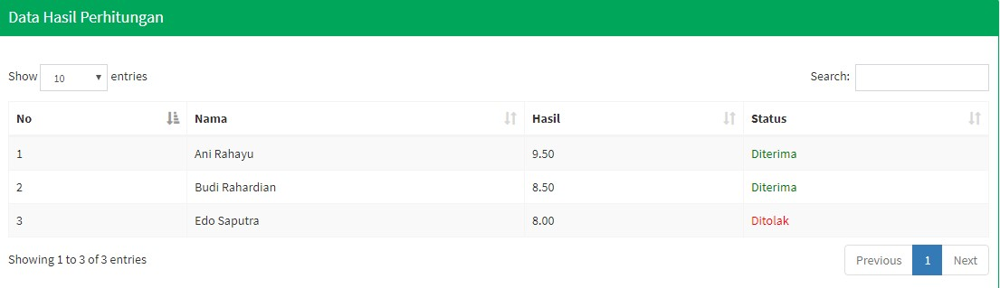 Data Hasil Perhitungan
Show 10 entries Search:
No Nama Hasil Status
1 Ani Rahayu 9.50 Diterima
2 Budi Rahardian 8.50 Diterima
3 Edo Saputra 8.00 Ditolak
Showing 1 to 3 of 3 entries Previous 1 Next